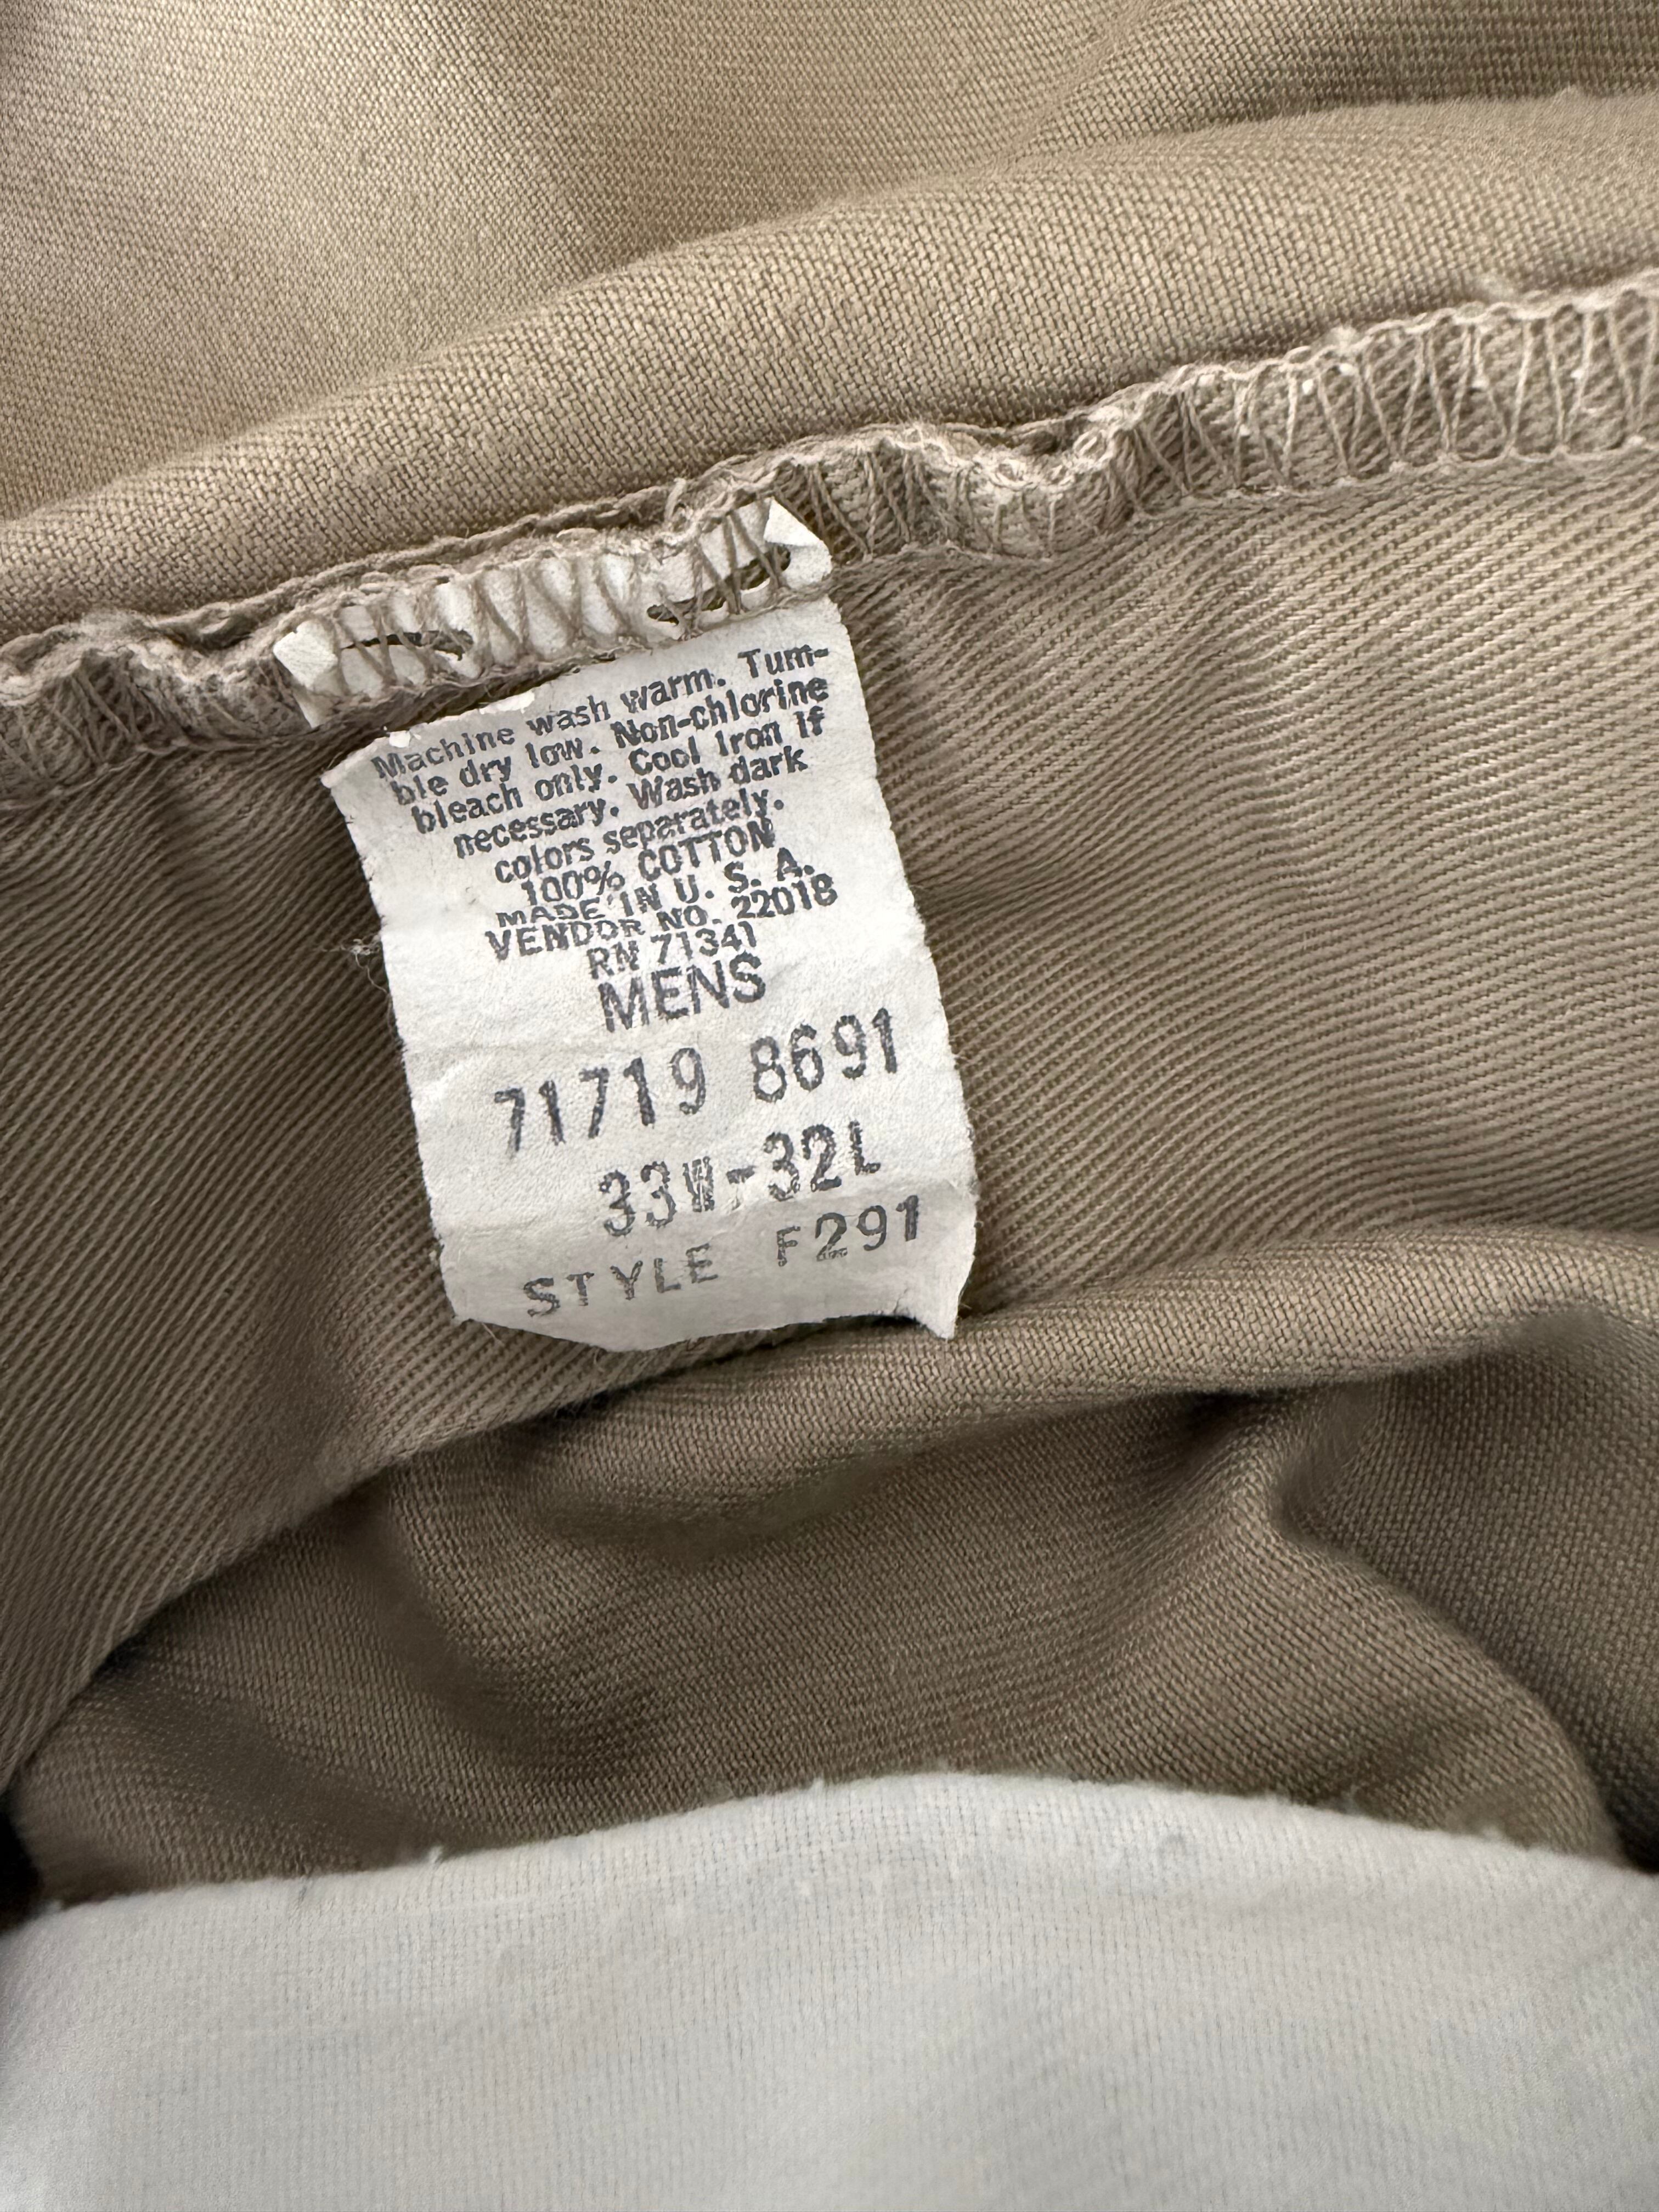 Machine wash warm. Tum-
ble dry low. Non-chlorine
bleach only. Cool Iron if
necessary. Wash dark
colors separately.
100% COTTON
MADE IN U. S. A.
VENDOR NO. 22018
RN 71341
MENS
71719 8691
33W-32L
STYLE F291